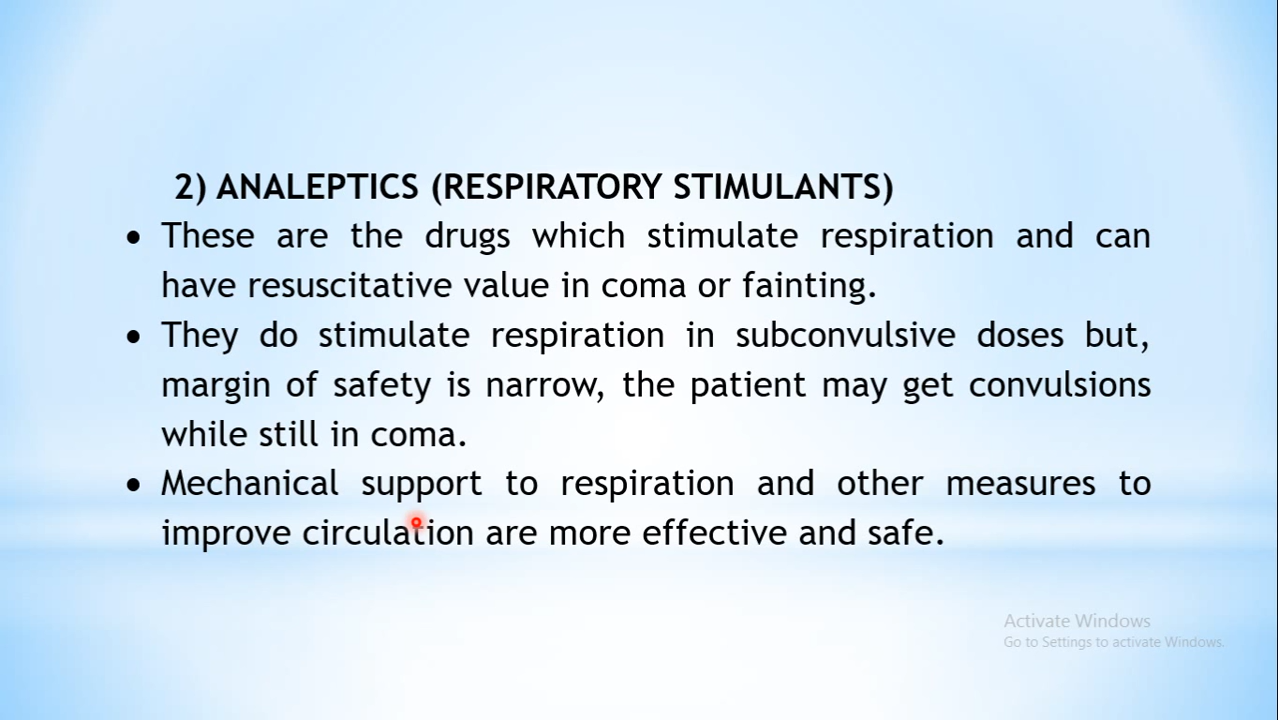 2) ANALEPTICS (RESPIRATORY STIMULANTS)
• These are the drugs which stimulate respiration and can
have resuscitative value in coma or fainting.
• They do stimulate respiration in subconvulsive doses but,
margin of safety is narrow, the patient may get convulsions
while still in coma.
• Mechanical support to respiration and other measures to
improve circulation are more effective and safe.
Activate Windows
Go to Settings to activate Windows.